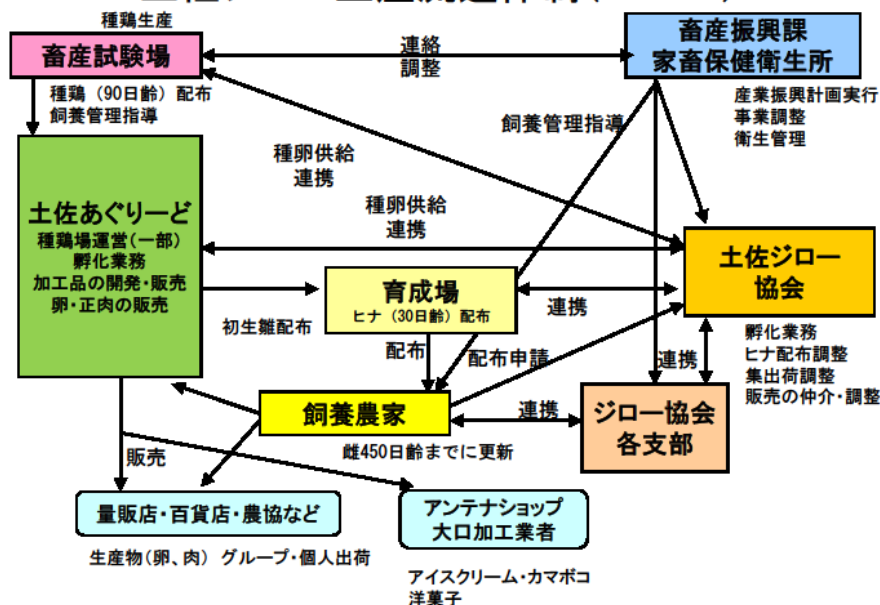 種鶏生産
畜産試験場
連絡
調整
畜産振興課
家畜保健衛生所
種鶏（90日齢）配布
飼養管理指導
産業振興計画実行
事業調整
衛生管理
飼養管理指導
種卵供給
連携
種卵供給
連携
土佐あぐりーど
種鶏場運営(一部)
孵化業務
加工品の開発・販売
卵・正肉の販売
土佐ジロー
協会
育成場
ヒナ（30日齢）配布
連携
初生雛配布
孵化業務
ヒナ配布調整
集出荷調整
販売の仲介・調整
配布
配布申請
連携
飼養農家
連携
ジロー協会
各支部
雌450日齢までに更新
販売
量販店・百貨店・農協など
アンテナショップ
大口加工業者
生産物(卵、肉) グループ・個人出荷
アイスクリーム・カマボコ
洋菓子